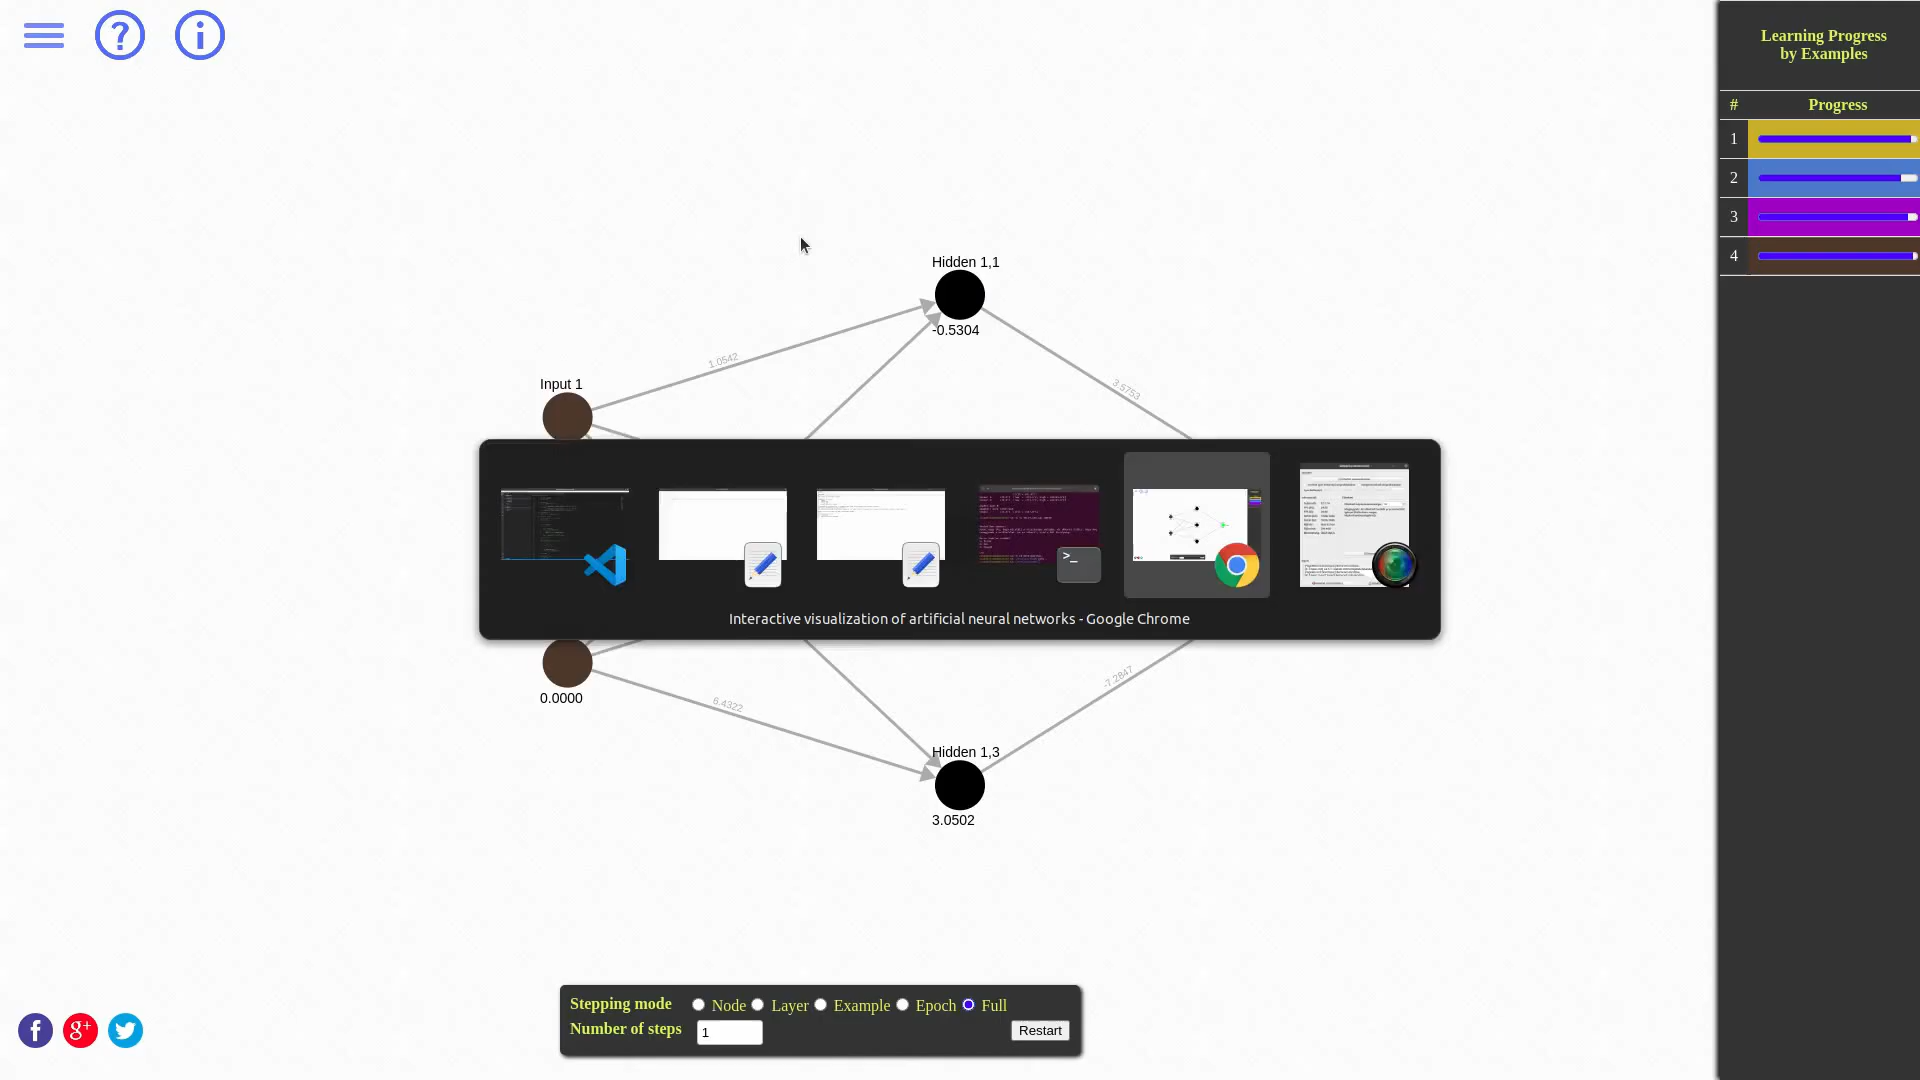 Learning Progress
by Examples
# Progress
1
2
3
4
Hidden 1,1
-0.5304
1.0542
3.5753
Input 1
>_
Interactive visualization of artificial neural networks - Google Chrome
0.0000
6.4322
-7.2847
Hidden 1,3
3.0502
Stepping mode Node Layer Example Epoch Full
Number of steps 1 Restart
f g+